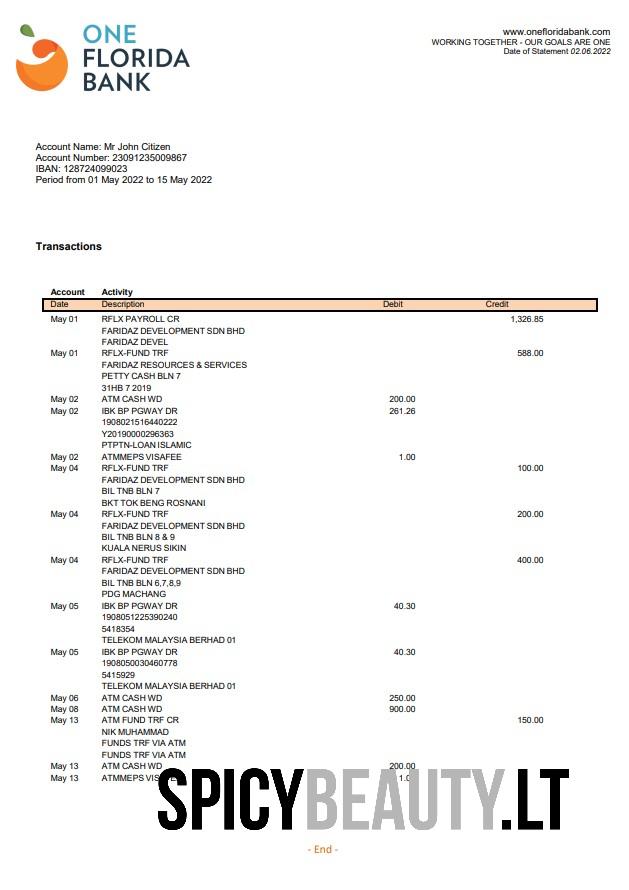 ONE
FLORIDA
BANK
www.onefloridabank.com
WORKING TOGETHER - OUR GOALS ARE ONE
Date of Statement 02.06.2022
Account Name: Mr John Citizen
Account Number: 23091235009867
IBAN: 128724099023
Period from 01 May 2022 to 15 May 2022
Transactions
Account Activity
Date Description Debit Credit
May 01 RFLX PAYROLL CR 1,326.85
FARIDAZ DEVELOPMENT SDN BHD
FARIDAZ DEVEL
May 01 RFLX-FUND TRF 588.00
FARIDAZ RESOURCES & SERVICES
PETTY CASH BLN 7
31HB 7 2019
May 02 ATM CASH WD 200.00
May 02 IBK BP PGWAY DR 261.26
1908021516440222
Y20190000296363
PTPTN-LOAN ISLAMIC
May 02 ATMMEPS VISAFEE 1.00
May 04 RFLX-FUND TRF 100.00
FARIDAZ DEVELOPMENT SDN BHD
BIL TNB BLN 7
BKT TOK BENG ROSNANI
May 04 RFLX-FUND TRF 200.00
FARIDAZ DEVELOPMENT SDN BHD
BIL TNB BLN 8 & 9
KUALA NERUS SIKIN
May 04 RFLX-FUND TRF 400.00
FARIDAZ DEVELOPMENT SDN BHD
BIL TNB BLN 6,7,8,9
PDG MACHANG
May 05 IBK BP PGWAY DR 40.30
1908051225390240
5418354
TELEKOM MALAYSIA BERHAD 01
May 05 IBK BP PGWAY DR 40.30
1908050030460778
5415929
TELEKOM MALAYSIA BERHAD 01
May 06 ATM CASH WD 250.00
May 08 ATM CASH WD 900.00
May 13 ATM FUND TRF CR 150.00
NIK MUHAMMAD
FUNDS TRF VIA ATM
FUNDS TRF VIA ATM
May 13 ATM CASH WD 200.00
May 13 ATMMEPS
SPICYBEAUTY.LT
- End -